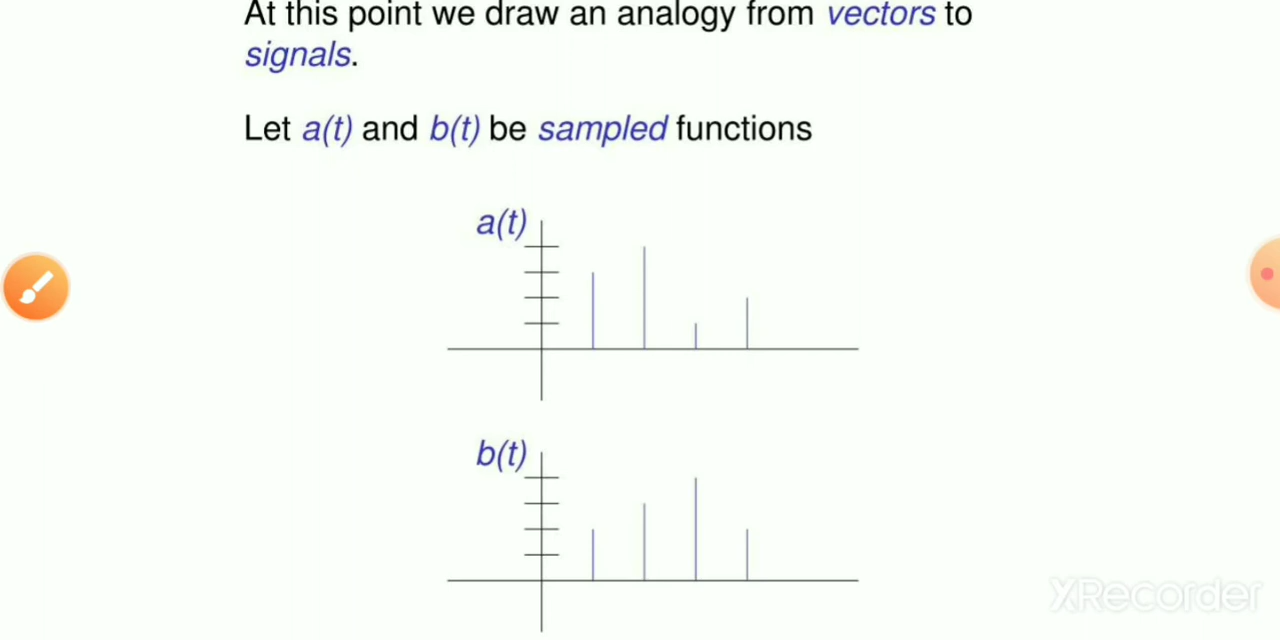 At this point we draw an analogy from vectors to
signals.
Let a(t) and b(t) be sampled functions
a(t)
b(t)
XRecorder